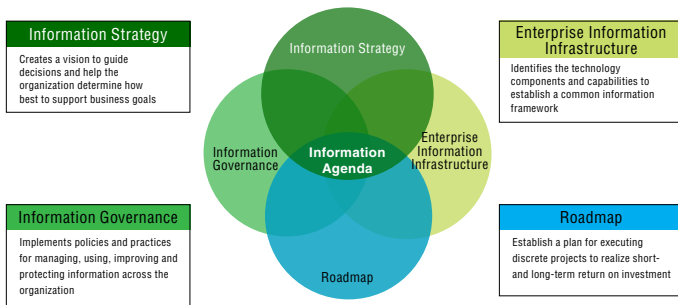 Information Strategy
Creates a vision to guide
decisions and help the
organization determine how
best to support business goals
Information Governance
Implements policies and practices
for managing, using, improving and
protecting information across the
organization
Information Strategy
Information
Governance
Information
Agenda
Enterprise
Information
Infrastructure
Roadmap
Enterprise Information
Infrastructure
Identifies the technology
components and capabilities to
establish a common information
framework
Roadmap
Establish a plan for executing
discrete projects to realize short-
and long-term return on investment